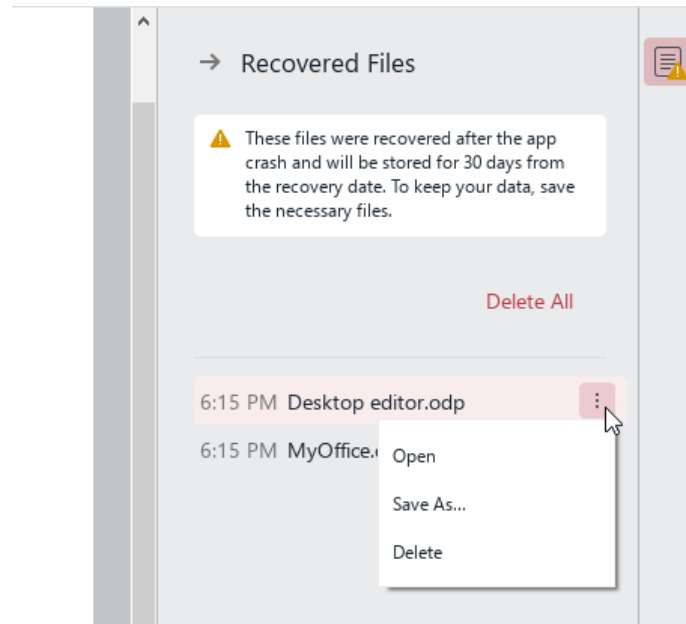 Recovered Files
These files were recovered after the app
crash and will be stored for 30 days from
the recovery date. To keep your data, save
the necessary files.
Delete All
6:15 PM Desktop editor.odp
6:15 PM MyOffice.
Open
Save As...
Delete